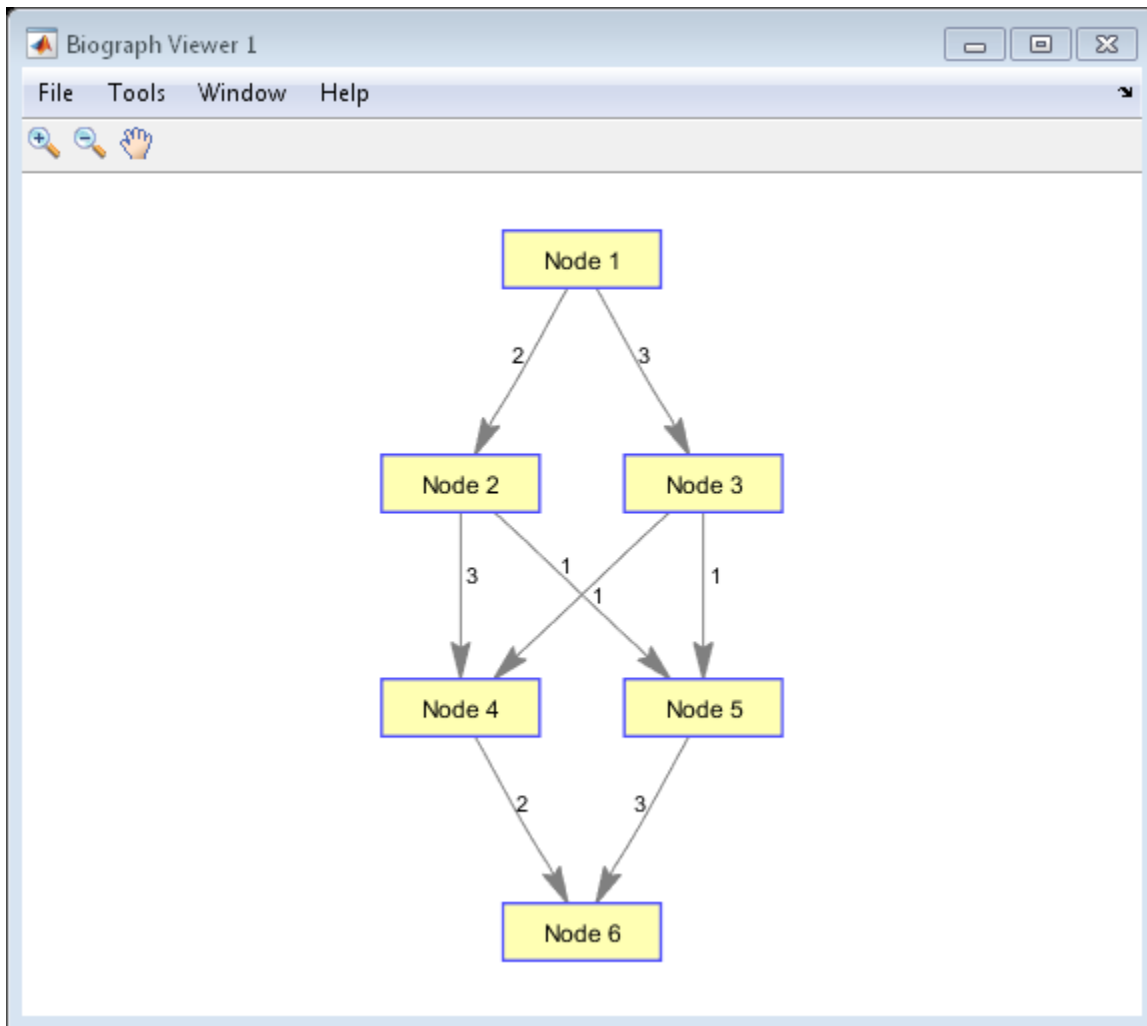 Biograph Viewer 1
File Tools Window Help
Node 1
2 3
Node 2 Node 3
3 1 1 1
Node 4 Node 5
2 3
Node 6